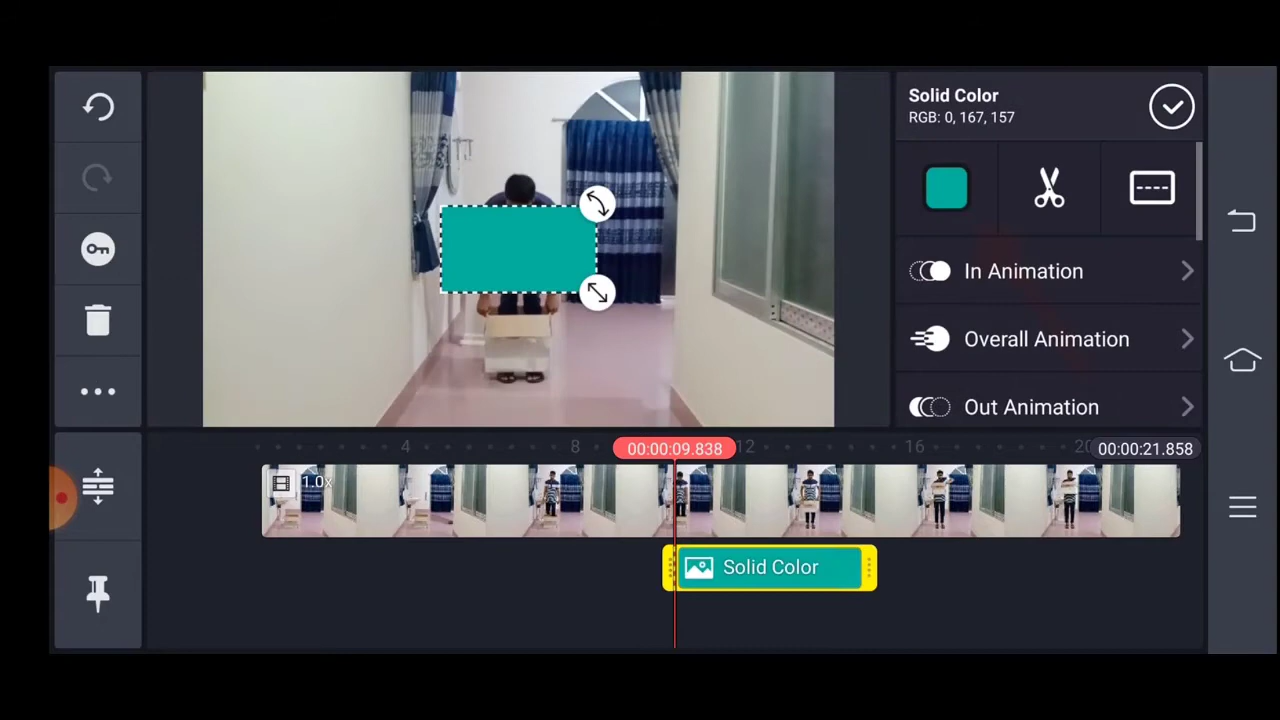 Solid Color
RGB: 0, 167, 157
In Animation
Overall Animation
Out Animation
4
8
00:00:09.838
12
16
20
00:00:21.858
1.0x
Solid Color